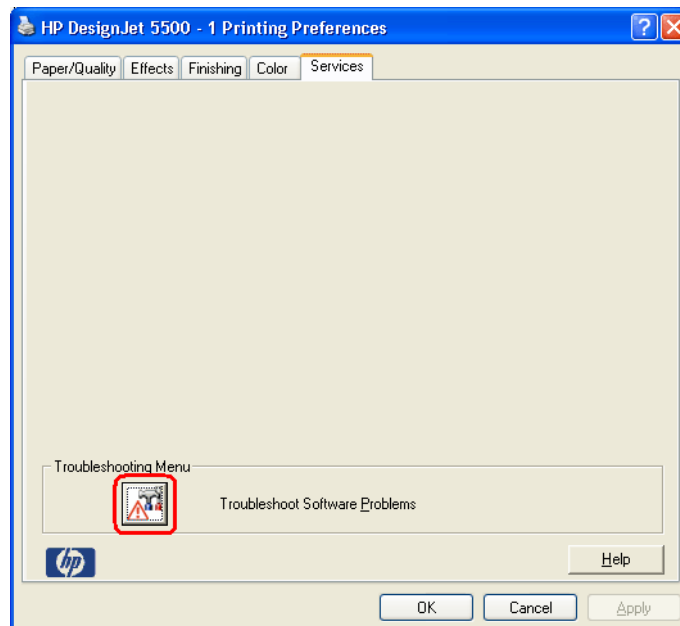 HP DesignJet 5500 - 1 Printing Preferences
Paper/Quality Effects Finishing Color Services
Troubleshooting Menu
Troubleshoot Software Problems
hp
Help
OK Cancel Apply